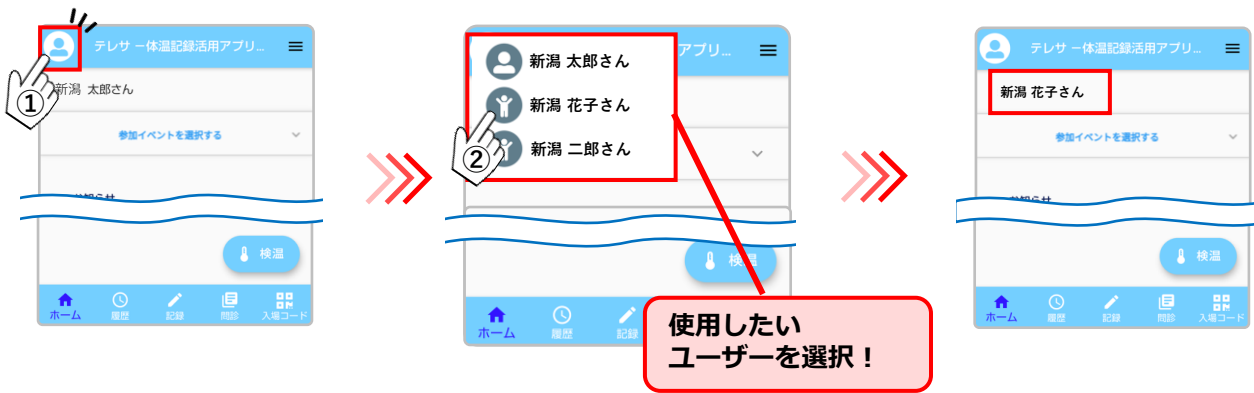 テレサ ー体温記録活用アプリ...
①
新潟 太郎さん
参加イベントを選択する
検温
ホーム
履歴
記録
問診
入場コード
アプリ...
新潟 太郎さん
新潟 花子さん
②
新潟 二郎さん
検温
ホーム
履歴
記録
使用したい
ユーザーを選択！
テレサ ー体温記録活用アプリ...
新潟 花子さん
参加イベントを選択する
検温
ホーム
履歴
記録
問診
入場コード